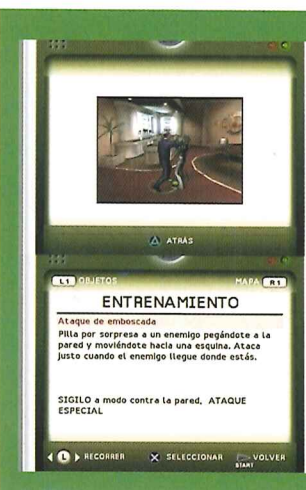 ATRÁS
L1 OBJETOS MAPA R1
ENTRENAMIENTO
Ataque de emboscada
Pilla por sorpresa a un enemigo pegándote a la
pared y moviéndote hacia una esquina. Ataca
justo cuando el enemigo llegue donde estás.
SIGILO a modo contra la pared, ATAQUE
ESPECIAL
L RECORRER SELECCIONAR VOLVER
START